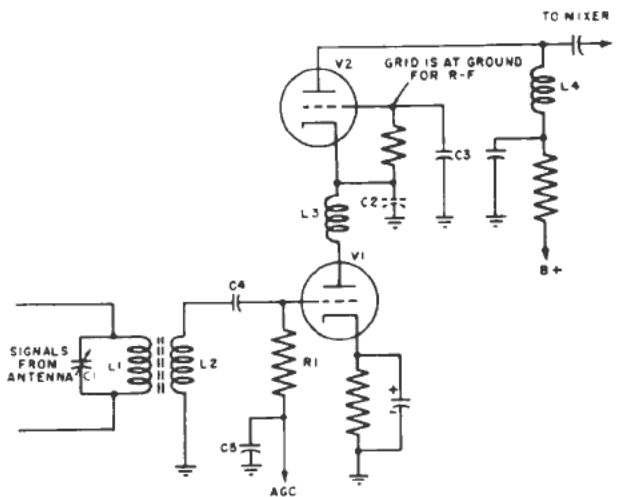 TO MIXER
V2
GRID IS AT GROUND
FOR R-F
L4
C3
C2
L3
B+
V1
C4
SIGNALS
FROM
ANTENNA
C1
L1
L2
R1
+
-
C5
AGC